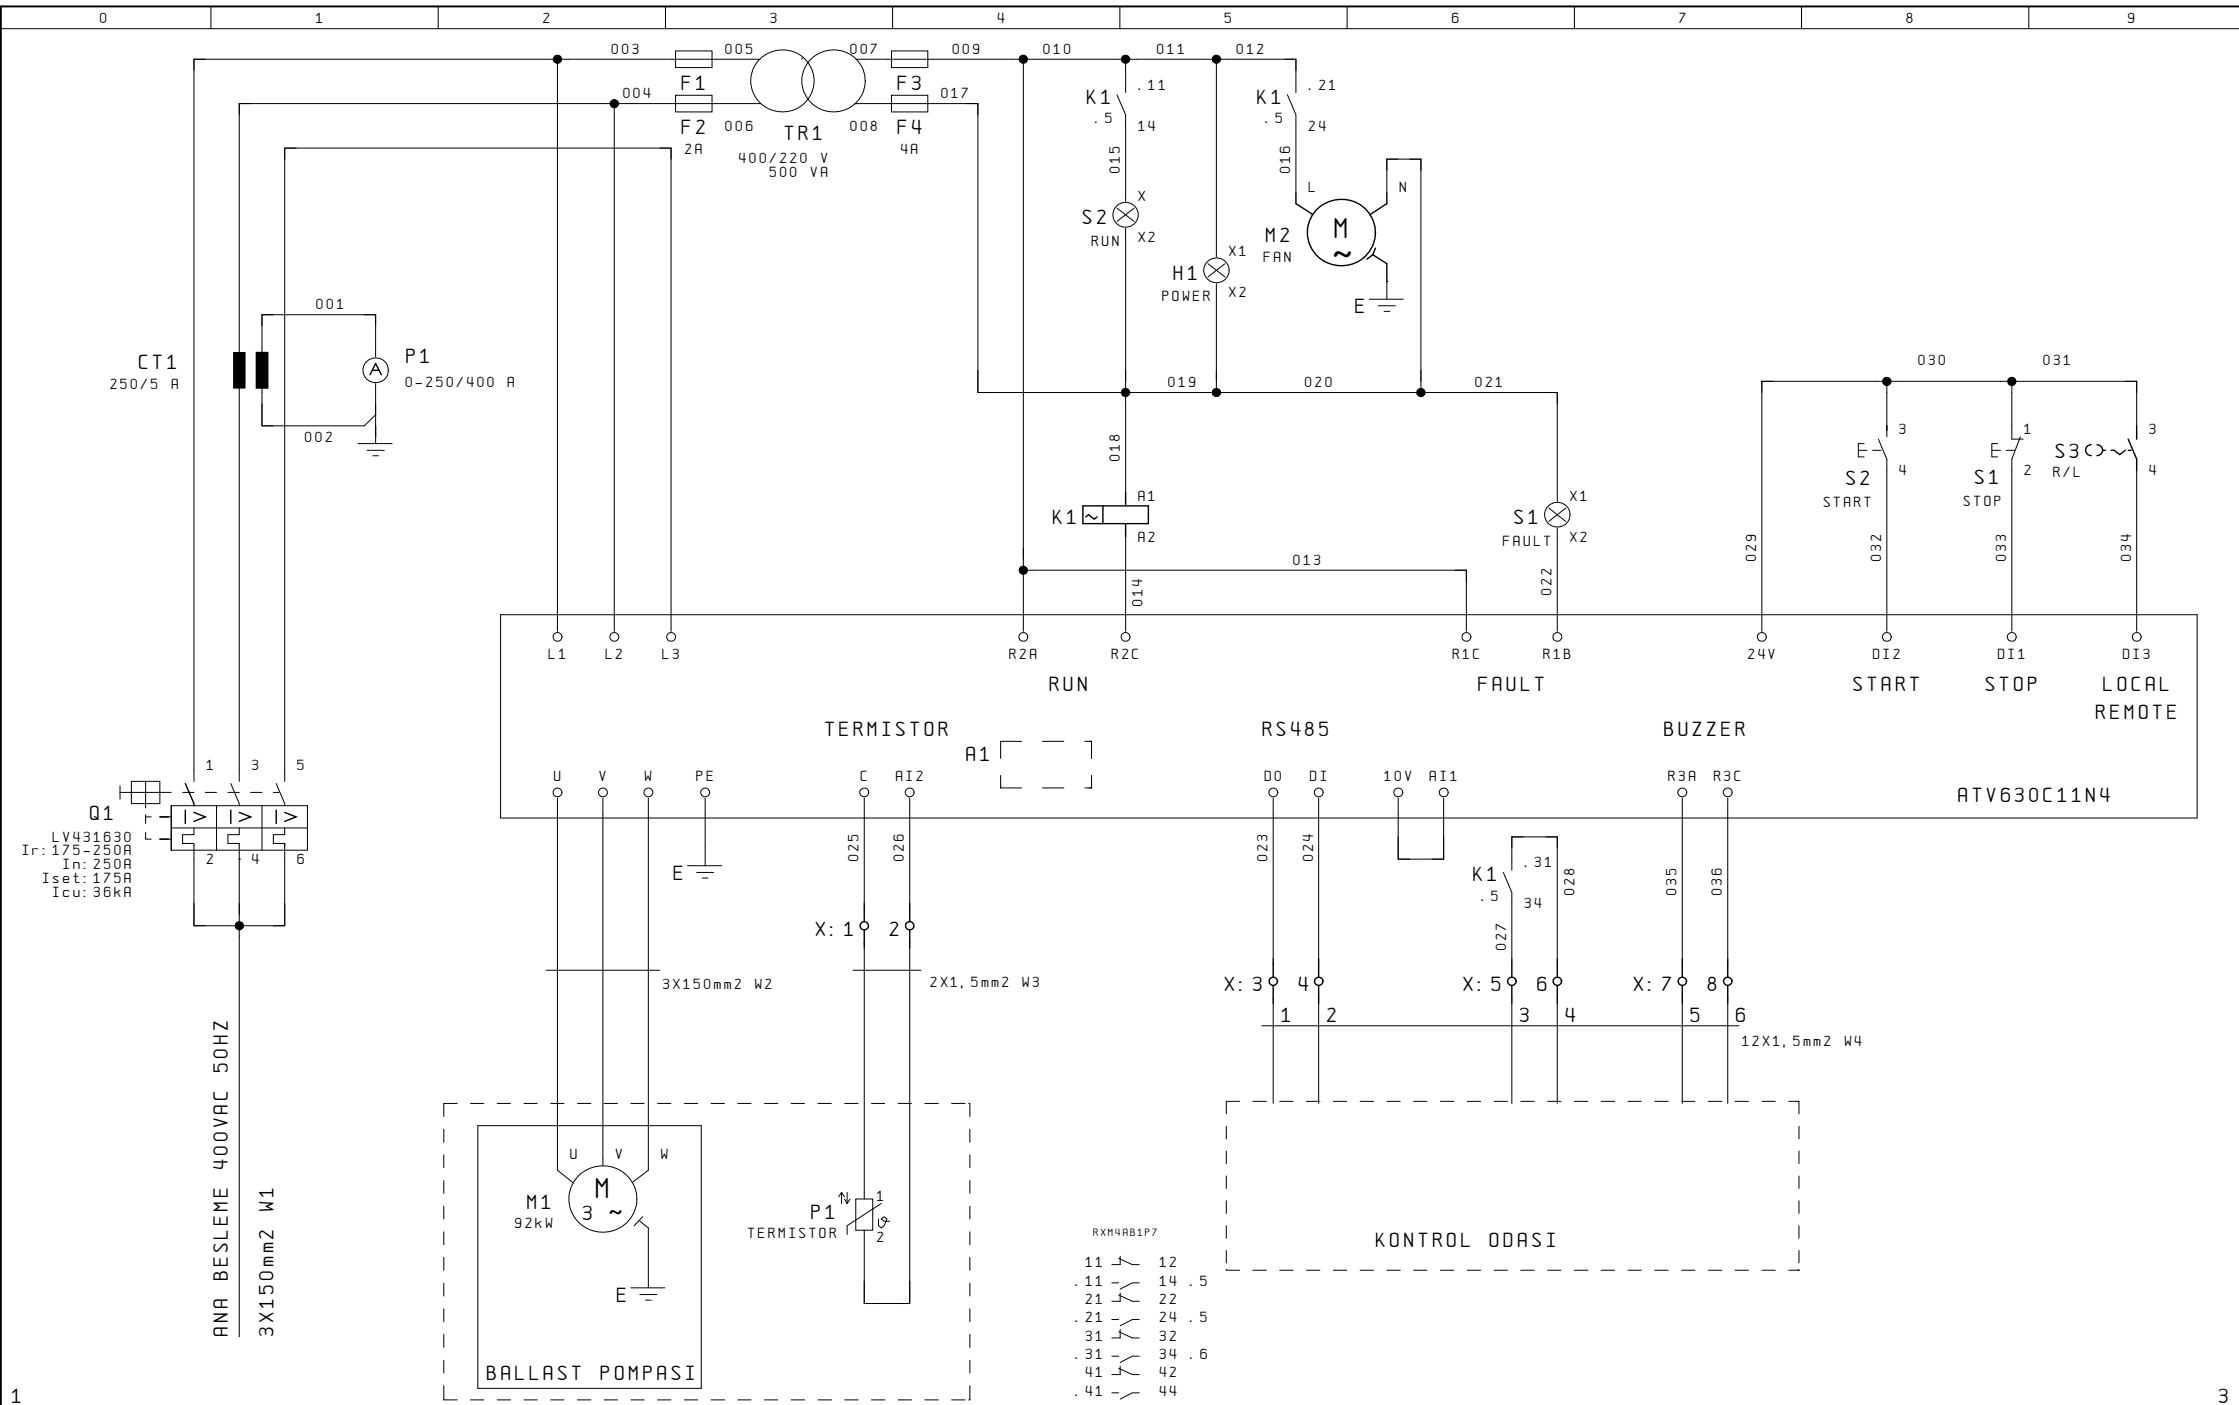 0 1 2 3 4 5 6 7 8 9
003 005 007 009 010 011 012
F1 F3
004 017
F2 006 TR1 008 F4
2A 4A
400/220 V
500 VA
K1 .11
.5 14
015
K1 .21
.5 24
016
L N
S2 X
RUN X2
M
~
M2
FAN
H1 X1
POWER X2
E
001
CT1
250/5 A
A
P1
0-250/400 A
002
019 020 021
030 031
018
3
4
S2
START
1
2
S1
STOP
S3
R/L
3
4
K1 ~ A1
A2
S1 X1
FAULT X2
013
014
022
029
032
033
034
L1 L2 L3 R2A R2C R1C R1B 24V DI2 DI1 DI3
RUN FAULT START STOP LOCAL
REMOTE
TERMISTOR RS485 BUZZER
A1
U V W PE C AI2 DO DI 10V AI1 R3A R3C
ATV630C11N4
1 3 5
Q1
I> I> I>
2 4 6
LV431630
Ir:175-250A
In:250A
Iset:175A
Icu:36kA
E
025
026
023
024
K1 .31
.5 34
027
028
035
036
X: 1 2
X: 3 4 X: 5 6 X: 7 8
3X150mm2 W2
2X1,5mm2 W3
1 2 3 4 5 6
12X1,5mm2 W4
ANA BESLEME 400VAC 50HZ
3X150mm2 W1
U V W
M1
92kW
M
3 ~
E
BALLAST POMPASI
P1
TERMISTOR
1
2
KONTROL ODASI
RXM4AB1P7
11 12
.11 14 .5
21 22
.21 24 .5
31 32
.31 34 .6
41 42
.41 44
1 3